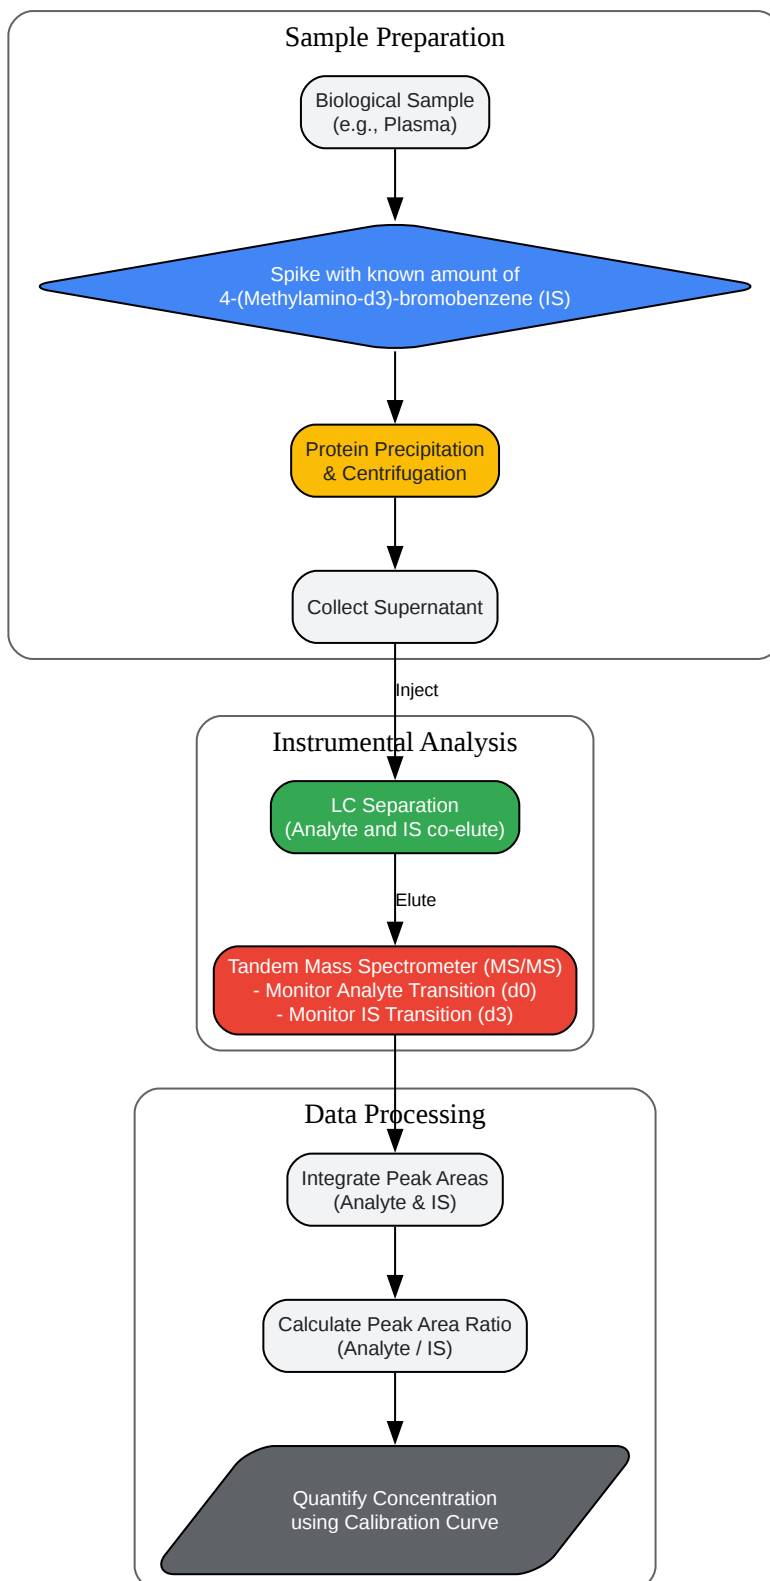 Sample Preparation
Biological Sample
(e.g., Plasma)
Spike with known amount of
4-(Methylamino-d3)-bromobenzene (IS)
Protein Precipitation
& Centrifugation
Collect Supernatant
Inject
Instrumental Analysis
LC Separation
(Analyte and IS co-elute)
Elute
Tandem Mass Spectrometer (MS/MS)
- Monitor Analyte Transition (d0)
- Monitor IS Transition (d3)
Data Processing
Integrate Peak Areas
(Analyte & IS)
Calculate Peak Area Ratio
(Analyte / IS)
Quantify Concentration
using Calibration Curve